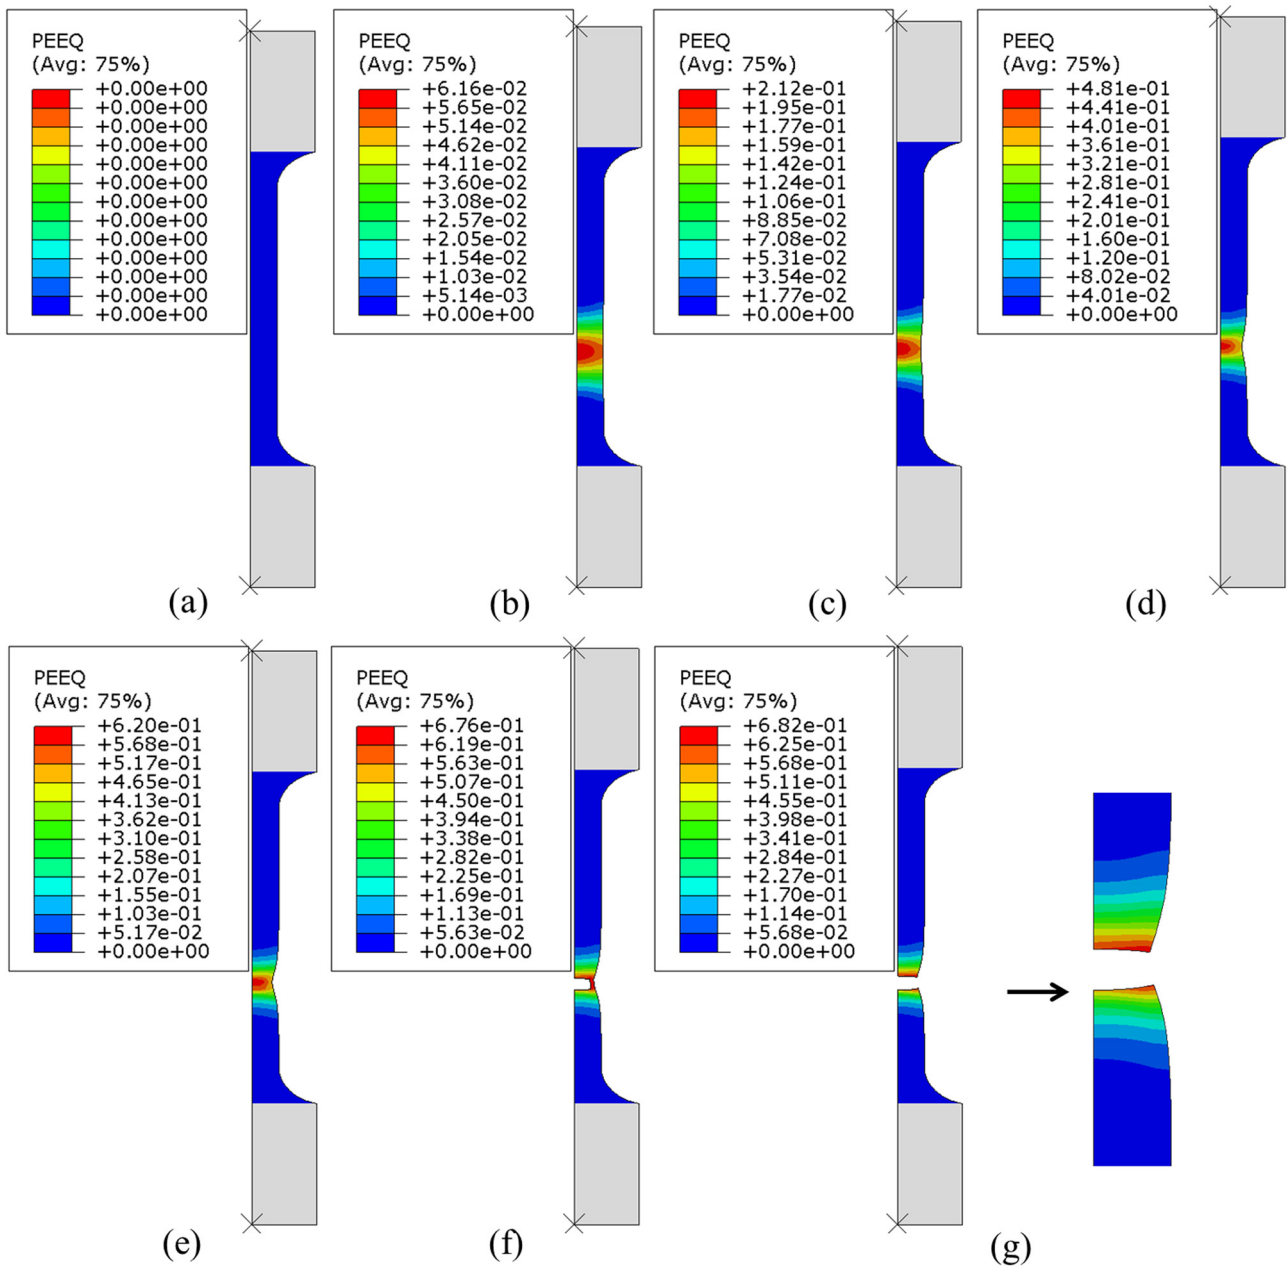 PEEQ
(Avg: 75%)
+0.00e+00
+0.00e+00
+0.00e+00
+0.00e+00
+0.00e+00
+0.00e+00
+0.00e+00
+0.00e+00
+0.00e+00
+0.00e+00
+0.00e+00
+0.00e+00
+0.00e+00
(a)
PEEQ
(Avg: 75%)
+6.16e-02
+5.65e-02
+5.14e-02
+4.62e-02
+4.11e-02
+3.60e-02
+3.08e-02
+2.57e-02
+2.05e-02
+1.54e-02
+1.03e-02
+5.14e-03
+0.00e+00
(b)
PEEQ
(Avg: 75%)
+2.12e-01
+1.95e-01
+1.77e-01
+1.59e-01
+1.42e-01
+1.24e-01
+1.06e-01
+8.85e-02
+7.08e-02
+5.31e-02
+3.54e-02
+1.77e-02
+0.00e+00
(c)
PEEQ
(Avg: 75%)
+4.81e-01
+4.41e-01
+4.01e-01
+3.61e-01
+3.21e-01
+2.81e-01
+2.41e-01
+2.01e-01
+1.60e-01
+1.20e-01
+8.02e-02
+4.01e-02
+0.00e+00
(d)
PEEQ
(Avg: 75%)
+6.20e-01
+5.68e-01
+5.17e-01
+4.65e-01
+4.13e-01
+3.62e-01
+3.10e-01
+2.58e-01
+2.07e-01
+1.55e-01
+1.03e-01
+5.17e-02
+0.00e+00
(e)
PEEQ
(Avg: 75%)
+6.76e-01
+6.19e-01
+5.63e-01
+5.07e-01
+4.50e-01
+3.94e-01
+3.38e-01
+2.82e-01
+2.25e-01
+1.69e-01
+1.13e-01
+5.63e-02
+0.00e+00
(f)
PEEQ
(Avg: 75%)
+6.82e-01
+6.25e-01
+5.68e-01
+5.11e-01
+4.55e-01
+3.98e-01
+3.41e-01
+2.84e-01
+2.27e-01
+1.70e-01
+1.14e-01
+5.68e-02
+0.00e+00
(g)